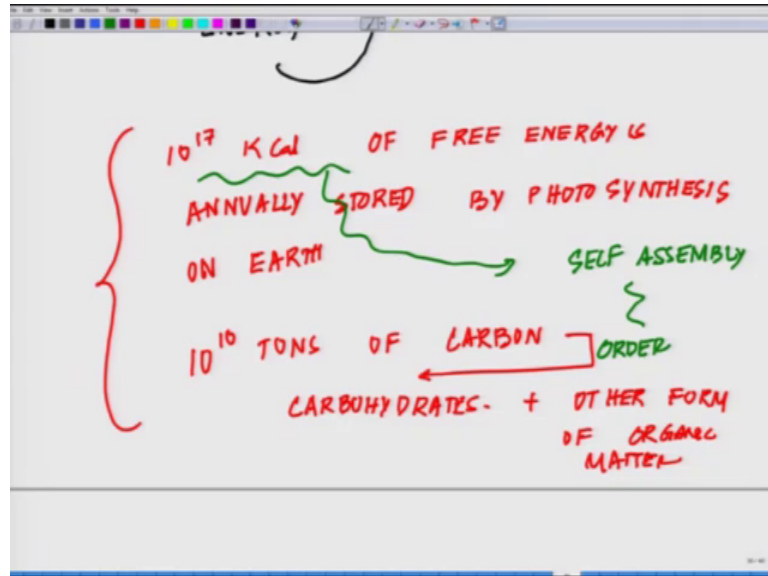 ENERGY
10^17 K Cal OF FREE ENERGY IS
ANNUALLY STORED BY PHOTOSYNTHESIS
ON EARTH
SELF ASSEMBLY
ORDER
10^10 TONS OF CARBON
CARBOHYDRATES. + OTHER FORM
OF ORGANIC
MATTER